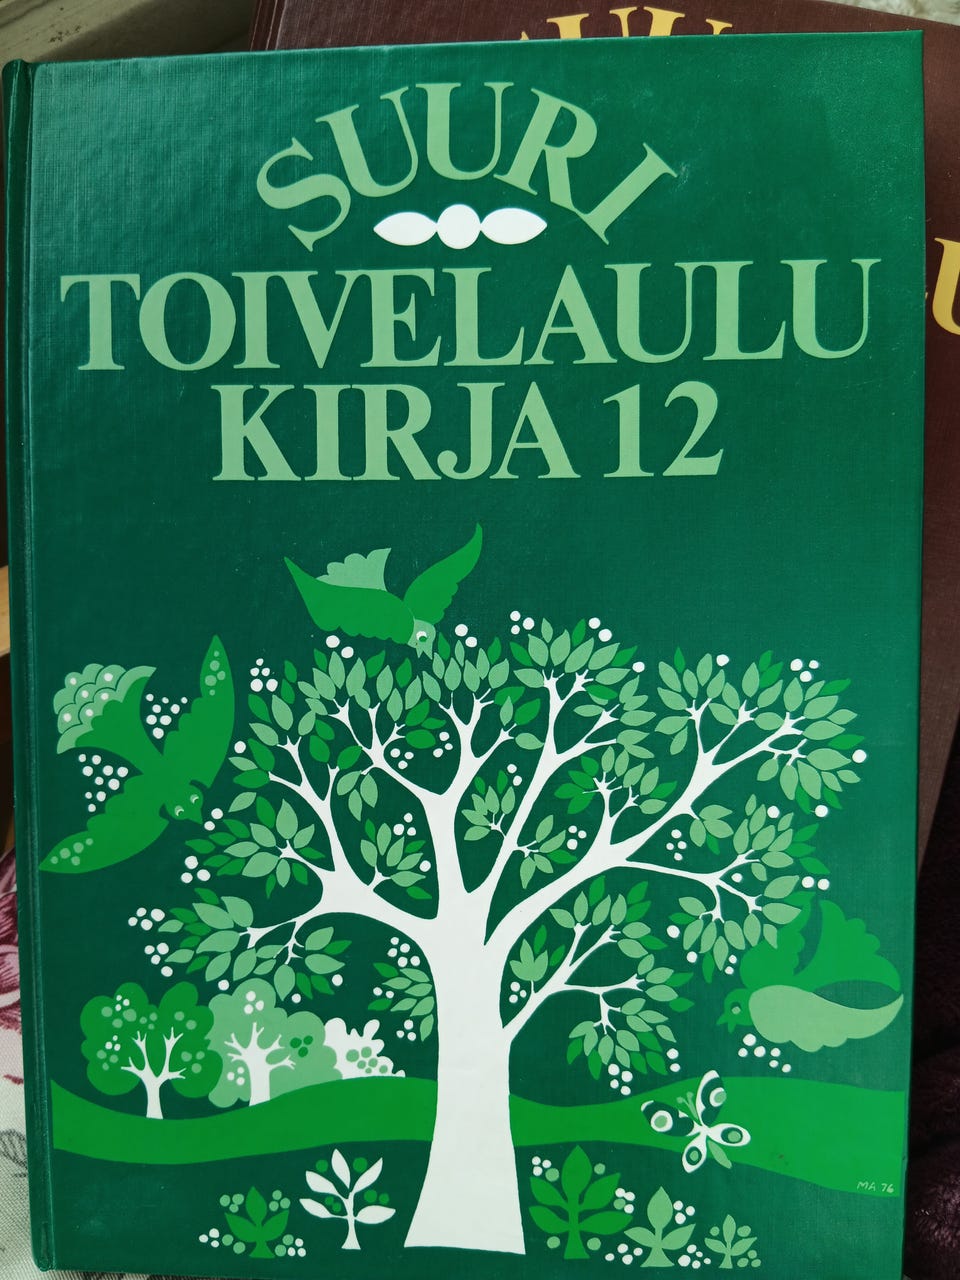 SUURI
TOIVELAULU
KIRJA 12
MA 76